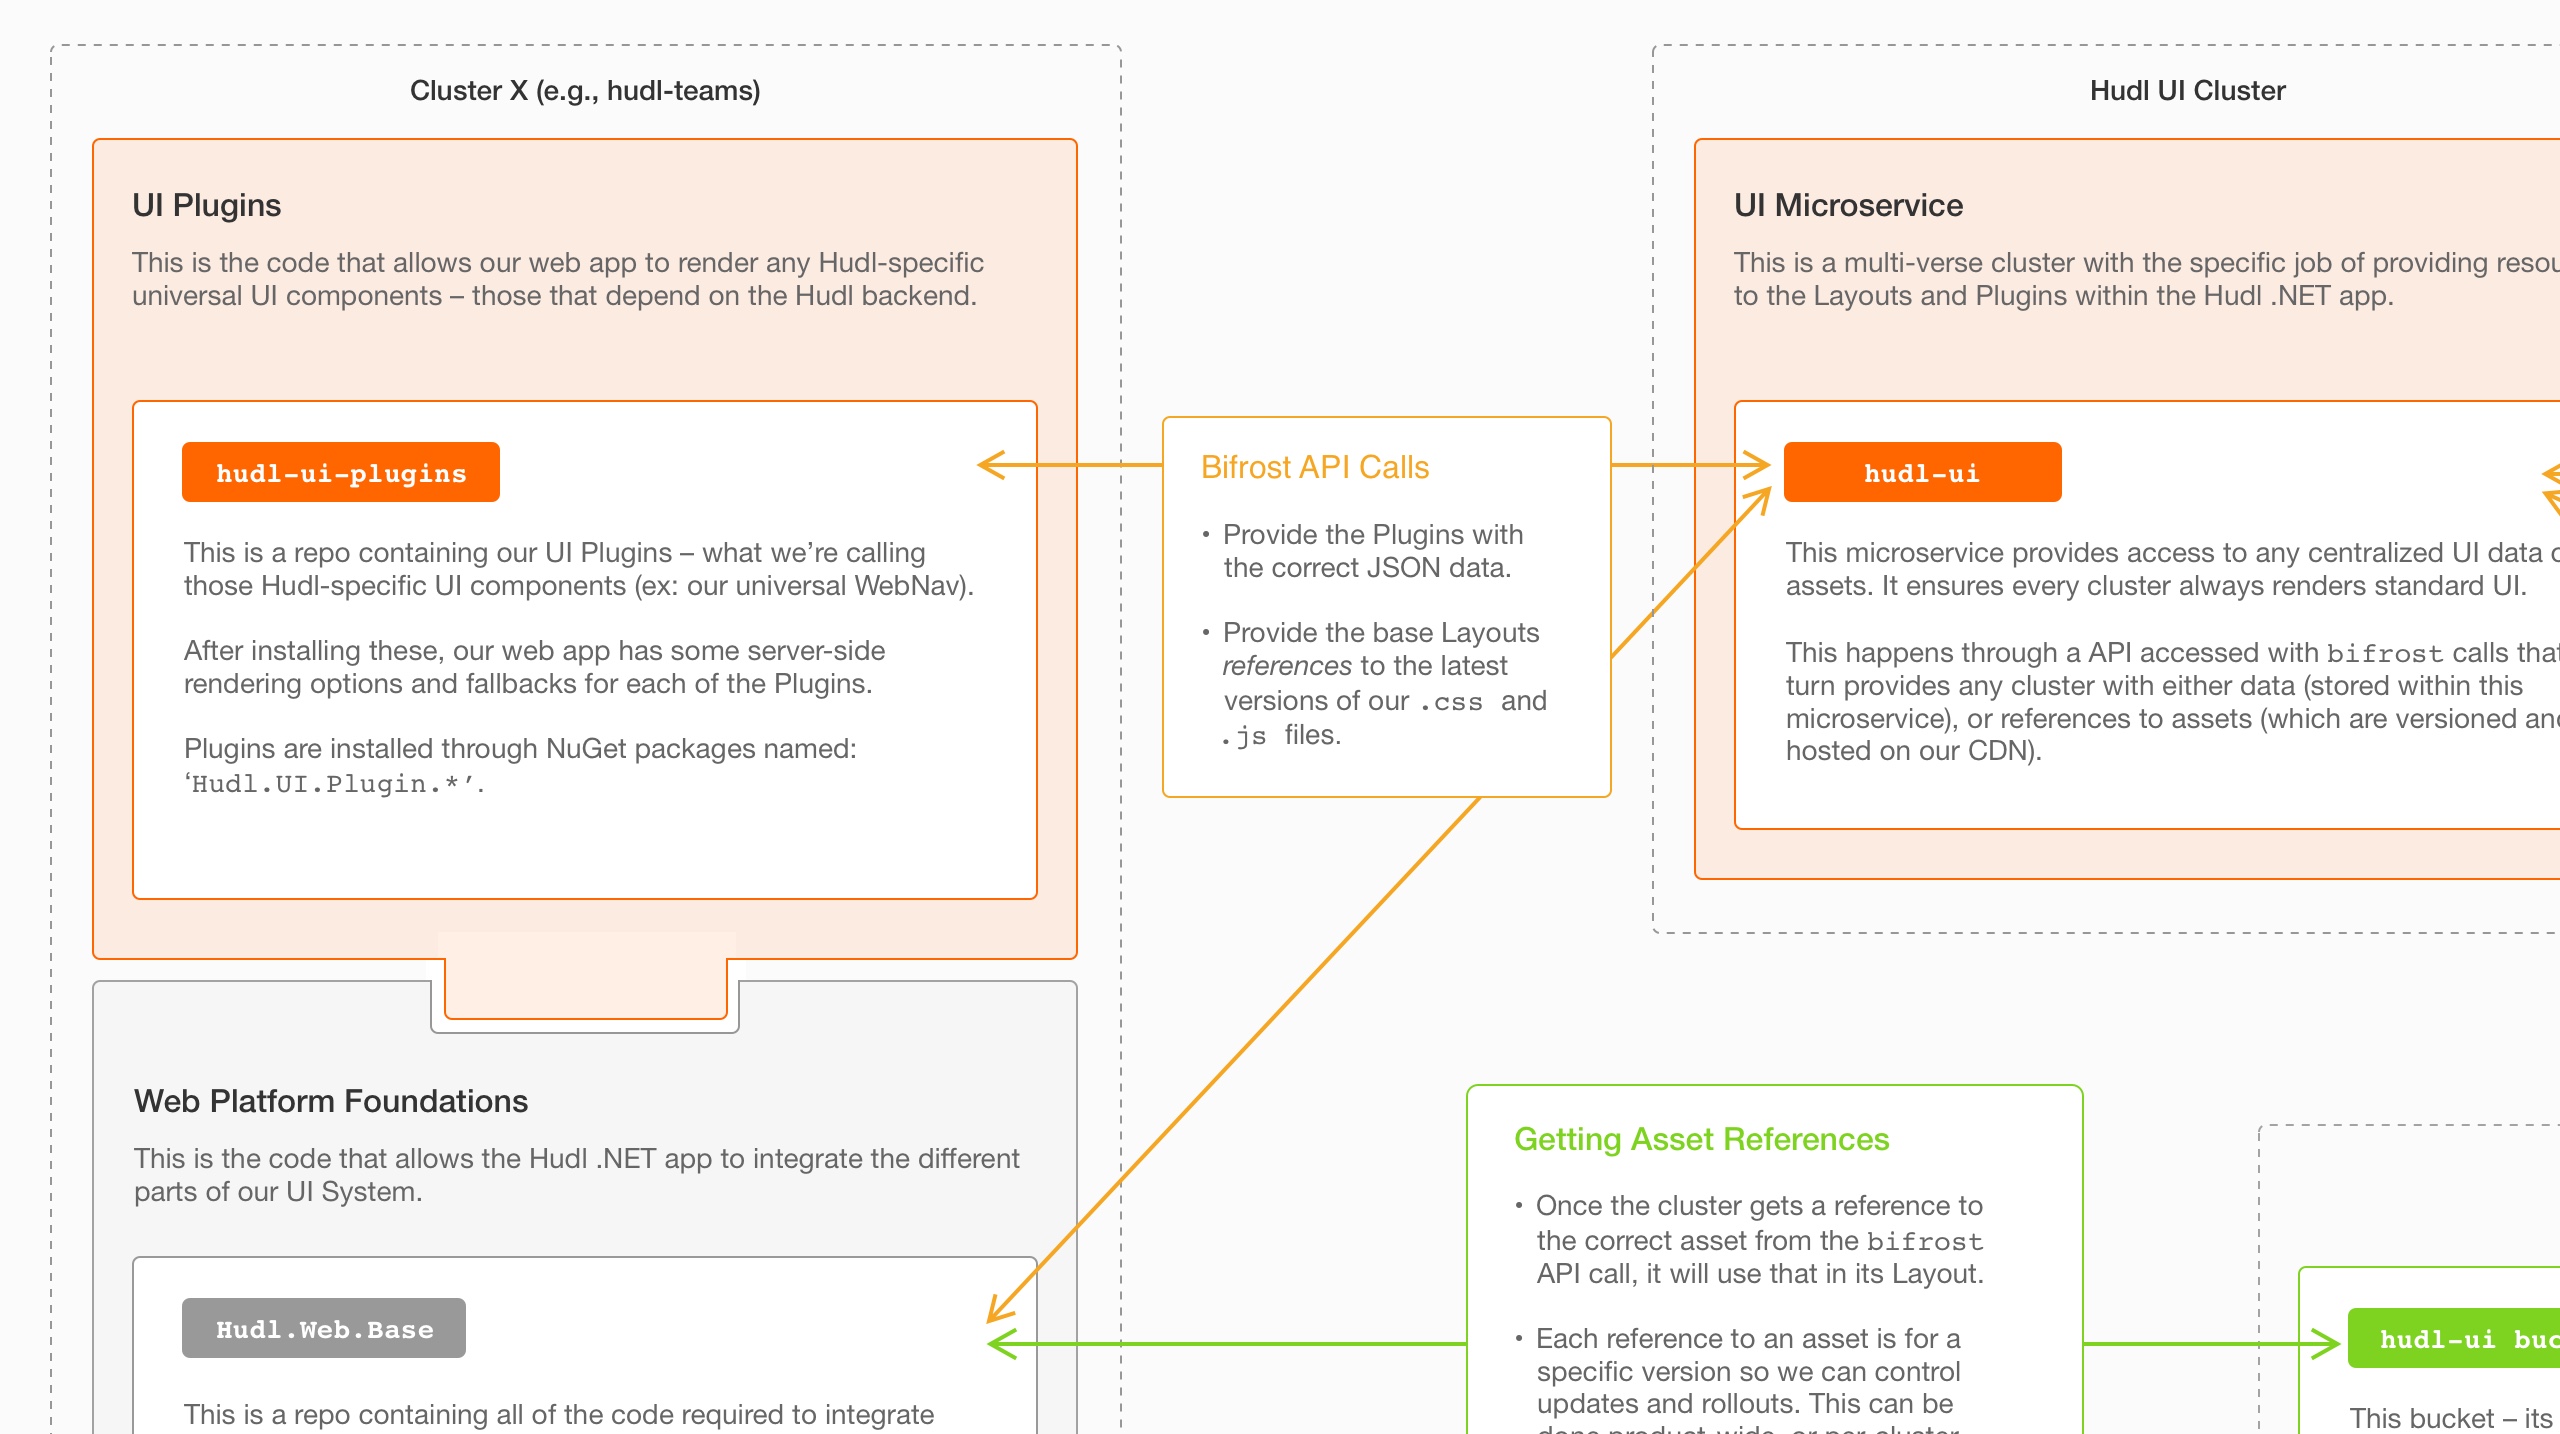 Cluster X (e.g., hudl-teams)
UI Plugins
This is the code that allows our web app to render any Hudl-specific
universal UI components – those that depend on the Hudl backend.
hudl-ui-plugins
This is a repo containing our UI Plugins – what we’re calling
those Hudl-specific UI components (ex: our universal WebNav).
After installing these, our web app has some server-side
rendering options and fallbacks for each of the Plugins.
Plugins are installed through NuGet packages named:
‘Hudl.UI.Plugin.*’.
Web Platform Foundations
This is the code that allows the Hudl .NET app to integrate the different
parts of our UI System.
Hudl.Web.Base
This is a repo containing all of the code required to integrate
Bifrost API Calls
• Provide the Plugins with
the correct JSON data.
• Provide the base Layouts
references to the latest
versions of our .css and
.js files.
Hudl UI Cluster
UI Microservice
This is a multi-verse cluster with the specific job of providing
to the Layouts and Plugins within the Hudl .NET app.
hudl-ui
This microservice provides access to any centralized UI data
assets. It ensures every cluster always renders standard UI.
This happens through a API accessed with bifrost calls that
turn provides any cluster with either data (stored within this
microservice), or references to assets (which are versioned and
hosted on our CDN).
Getting Asset References
• Once the cluster gets a reference to
the correct asset from the bifrost
API call, it will use that in its Layout.
• Each reference to an asset is for a
specific version so we can control
updates and rollouts. This can be
done product-wide, or per-cluster
hudl-ui
This bucket – its